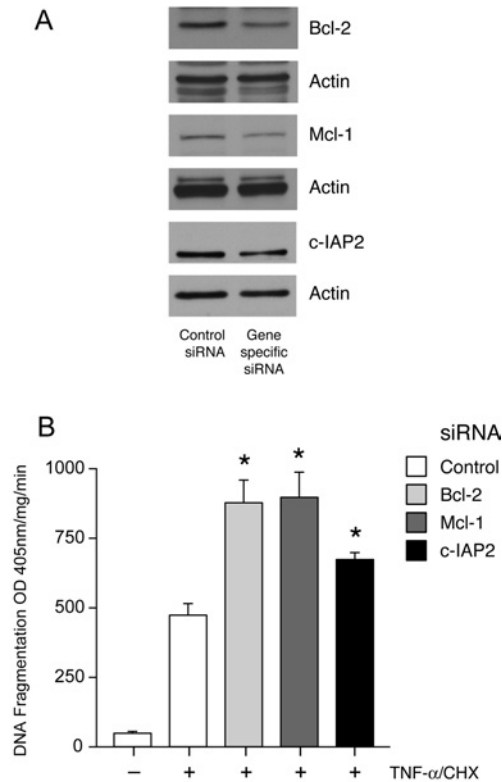 A
Bcl-2
Actin
Mcl-1
Actin
c-IAP2
Actin
Control
siRNA
Gene
specific
siRNA
B
siRNA
Control
Bcl-2
Mcl-1
c-IAP2
DNA Fragmentation OD 405nm/mg/min
1000
750
500
250
0
* * *
– + + + + TNF-α/CHX